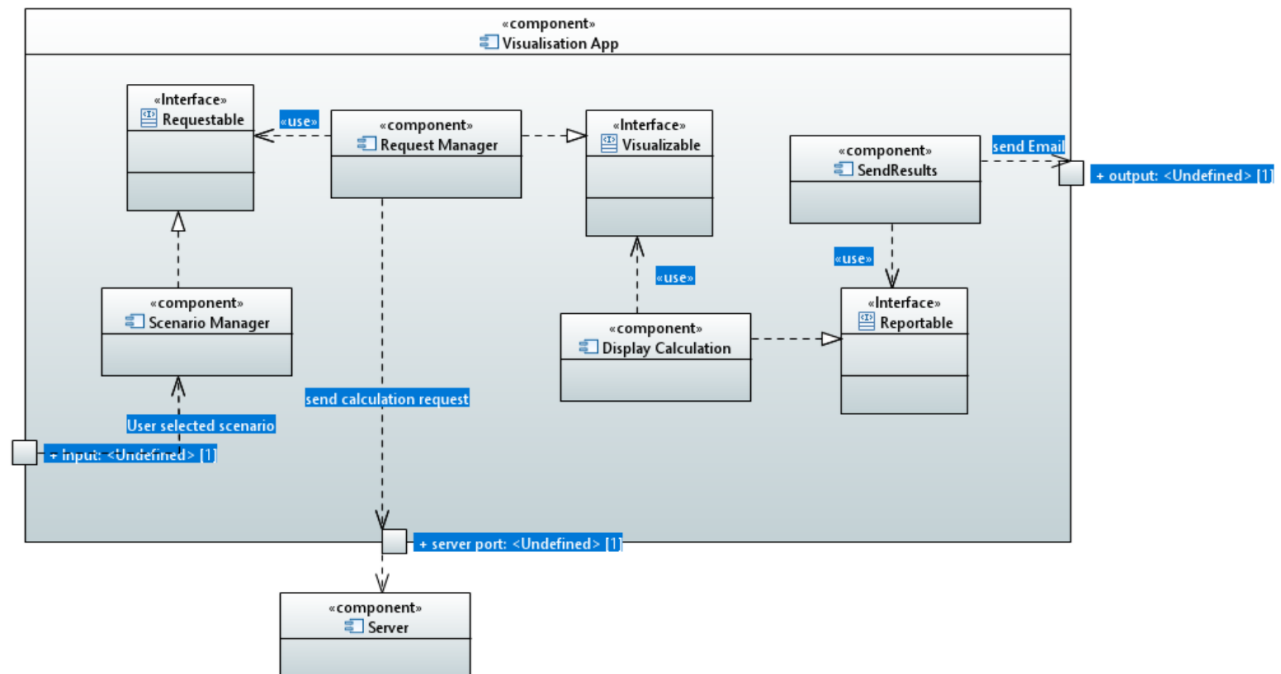 «component»
Visualisation App
«Interface»
Requestable
«use»
«component»
Request Manager
«Interface»
Visualizable
«component»
SendResults
send Email
+ output: <Undefined> [1]
«use»
«use»
«component»
Scenario Manager
«component»
Display Calculation
«Interface»
Reportable
send calculation request
User selected scenario
+ input: <Undefined> [1]
+ server port: <Undefined> [1]
«component»
Server